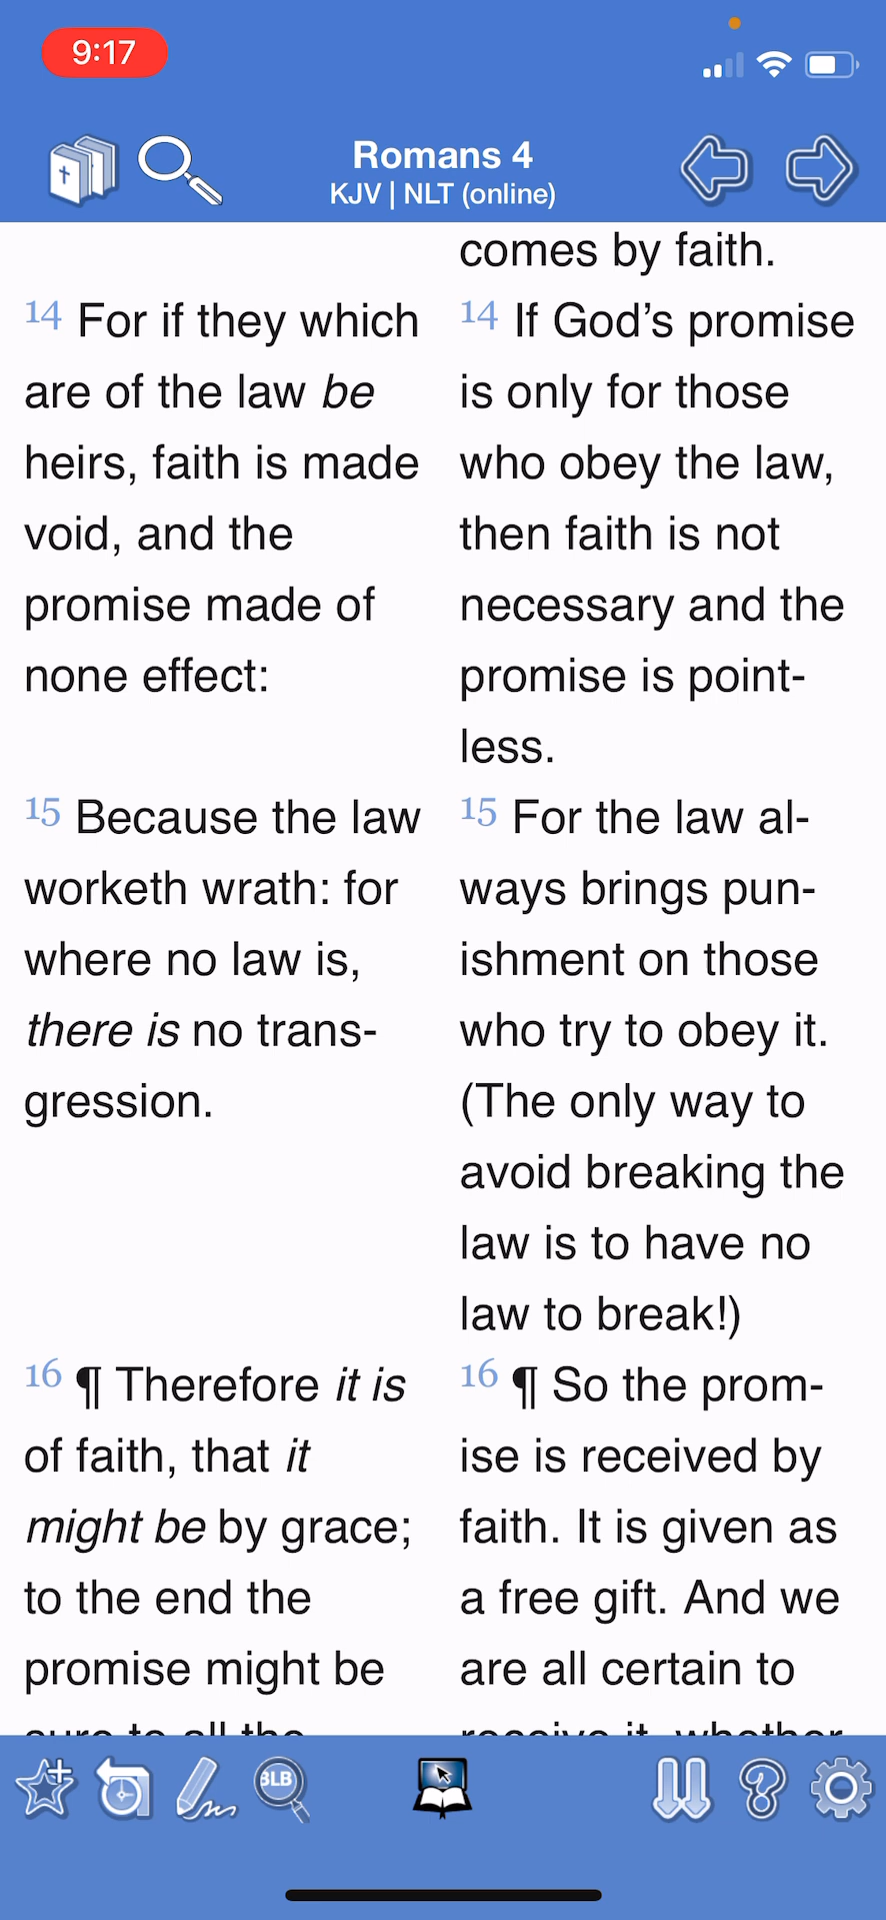 9:17
Romans 4
KJV | NLT (online)
comes by faith.
14 For if they which
are of the law be
heirs, faith is made
void, and the
promise made of
none effect:
14 If God’s promise
is only for those
who obey the law,
then faith is not
necessary and the
promise is point-
less.
15 Because the law
worketh wrath: for
where no law is,
there is no trans-
gression.
15 For the law al-
ways brings pun-
ishment on those
who try to obey it.
(The only way to
avoid breaking the
law is to have no
law to break!)
16 ¶ Therefore it is
of faith, that it
might be by grace;
to the end the
promise might be
sure to all the
16 ¶ So the prom-
ise is received by
faith. It is given as
a free gift. And we
are all certain to
receive it, whether
BLB